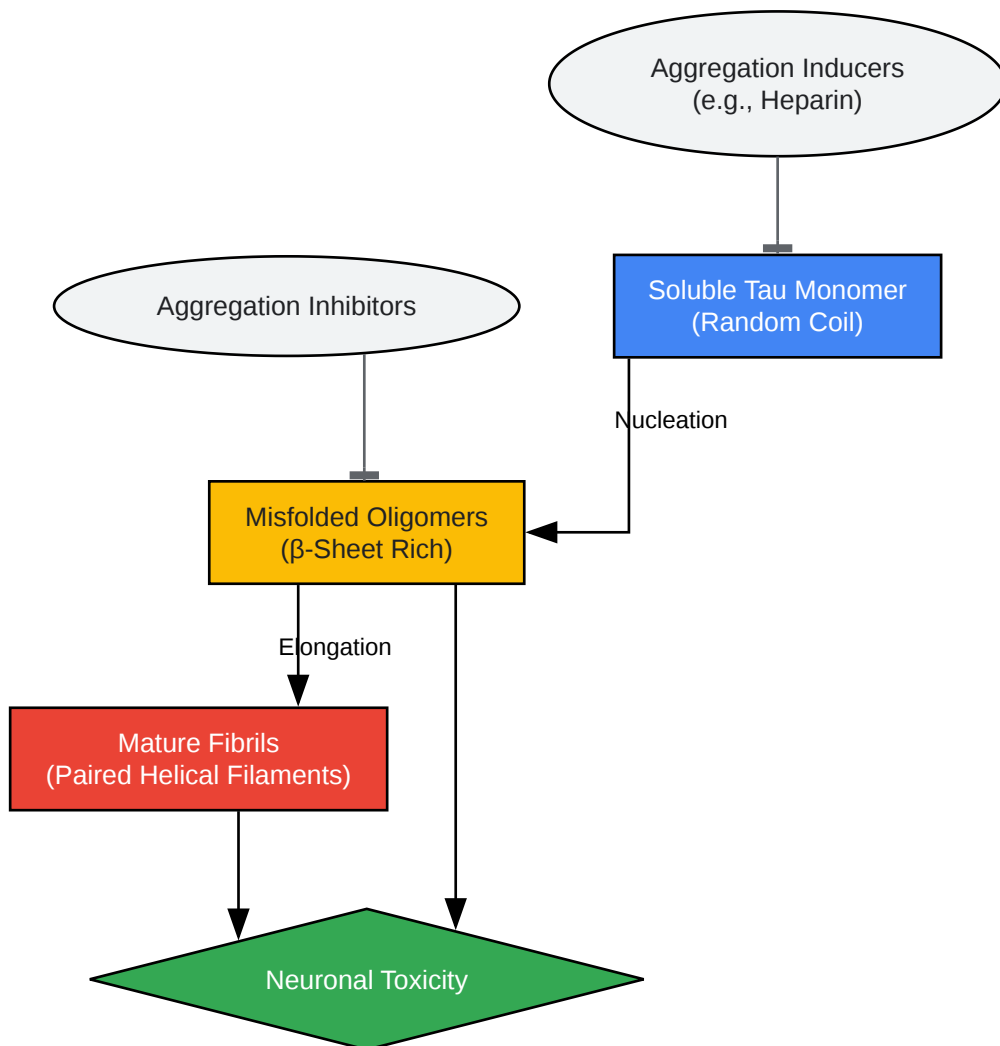 Aggregation Inducers
(e.g., Heparin)
Soluble Tau Monomer
(Random Coil)
Aggregation Inhibitors
Nucleation
Misfolded Oligomers
(β-Sheet Rich)
Elongation
Mature Fibrils
(Paired Helical Filaments)
Neuronal Toxicity